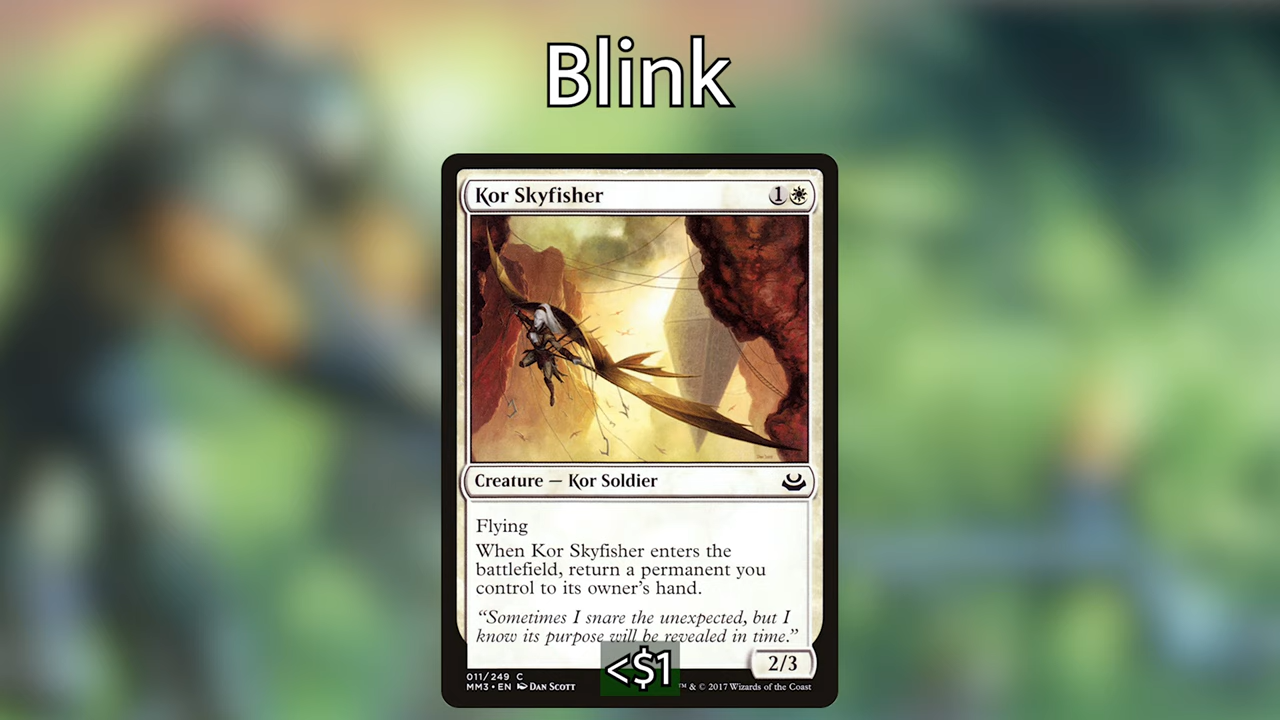 Blink
Kor Skyfisher 1
Creature — Kor Soldier
Flying
When Kor Skyfisher enters the
battlefield, return a permanent you
control to its owner's hand.
“Sometimes I snare the unexpected, but I
know its purpose will be revealed in time.”
<$1
2/3
011/249 C
MM3 • EN Dan Scott ™ & © 2017 Wizards of the Coast